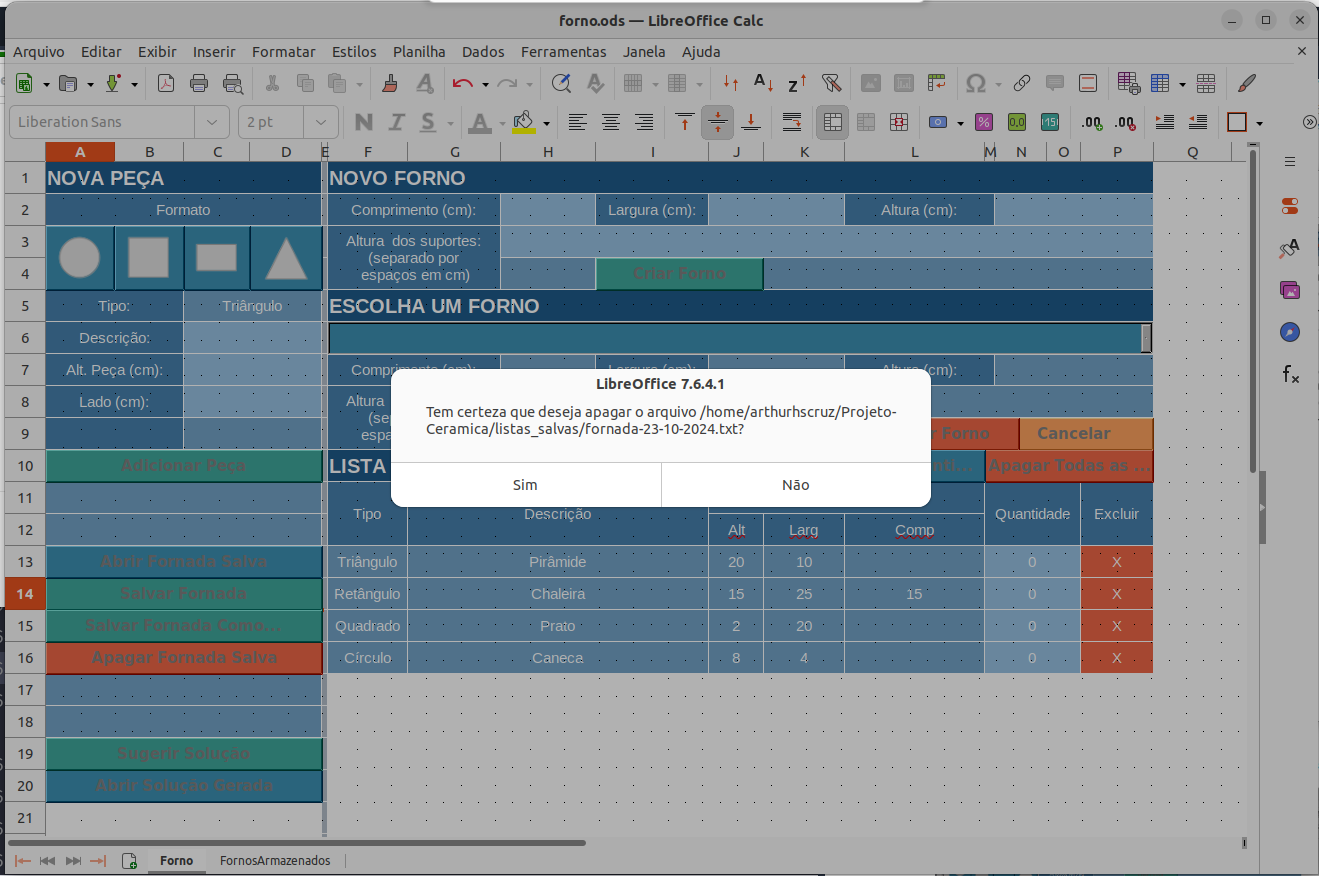 forno.ods — LibreOffice Calc
Arquivo Editar Exibir Inserir Formatar Estilos Planilha Dados Ferramentas Janela Ajuda
Liberation Sans 2 pt
A B C D E F G H I J K L M N O P Q
1 NOVA PEÇA NOVO FORNO
2 Formato Comprimento (cm): Largura (cm): Altura (cm):
3 Altura dos suportes:
(separado por
4 espaços em cm) Criar Forno
5 Tipo: Triângulo ESCOLHA UM FORNO
6 Descrição:
7 Alt. Peça (cm): Comprimento (cm): Largura (cm): Altura (cm):
8 Lado (cm): Altura
9 Forno Cancelar
10 Adicionar Peça LISTA Apagar Todas as ...
11 Tipo Descrição Quantidade Excluir
12 Alt Larg Comp
13 Abrir Fornada Salva Triângulo Pirâmide 20 10 0 X
14 Salvar Fornada Retângulo Chaleira 15 25 15 0 X
15 Salvar Fornada Como... Quadrado Prato 2 20 0 X
16 Apagar Fornada Salva Círculo Caneca 8 4 0 X
17
18
19 Sugerir Solução
20 Abrir Solução Gerada
21
LibreOffice 7.6.4.1
Tem certeza que deseja apagar o arquivo /home/arthurhscruz/Projeto-
Ceramica/listas_salvas/fornada-23-10-2024.txt?
Sim Não
Forno FornosArmazenados